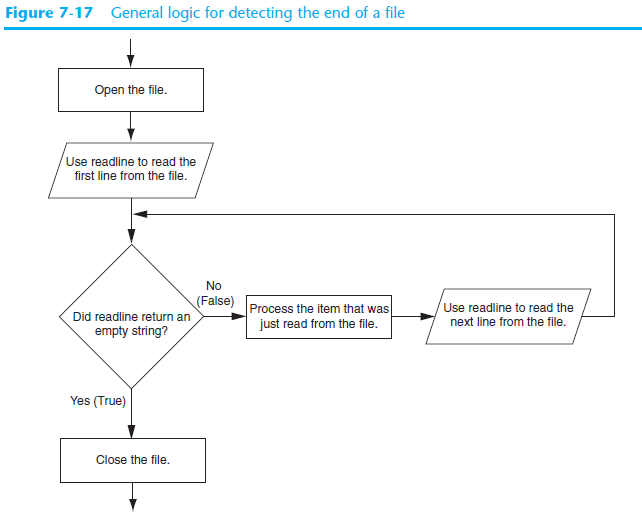 Figure 7-17 General logic for detecting the end of a file
Open the file.
Use readline to read the
first line from the file.
Did readline return an
empty string?
No
(False)
Process the item that was
just read from the file.
Use readline to read the
next line from the file.
Yes (True)
Close the file.